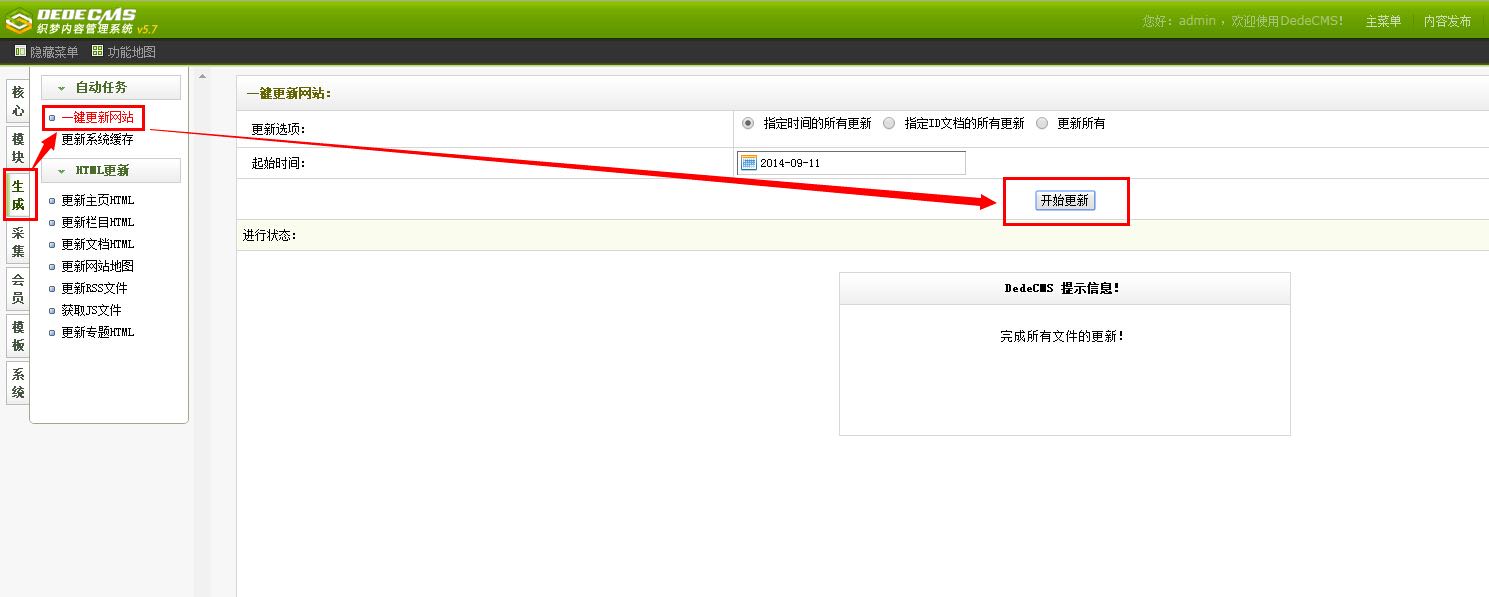 DEDECMS
织梦内容管理系统 v5.7
您好：admin ，欢迎使用DedeCMS！ 主菜单 内容发布
隐藏菜单 功能地图
核心
模块
生成
采集
会员
模板
系统
自动任务
一键更新网站
更新系统缓存
HTML更新
更新主页HTML
更新栏目HTML
更新文档HTML
更新网站地图
更新RSS文件
获取JS文件
更新专题HTML
一键更新网站：
更新选项： 指定时间的所有更新 指定ID文档的所有更新 更新所有
起始时间： 2014-09-11
开始更新
进行状态：
DedeCMS 提示信息！
完成所有文件的更新！